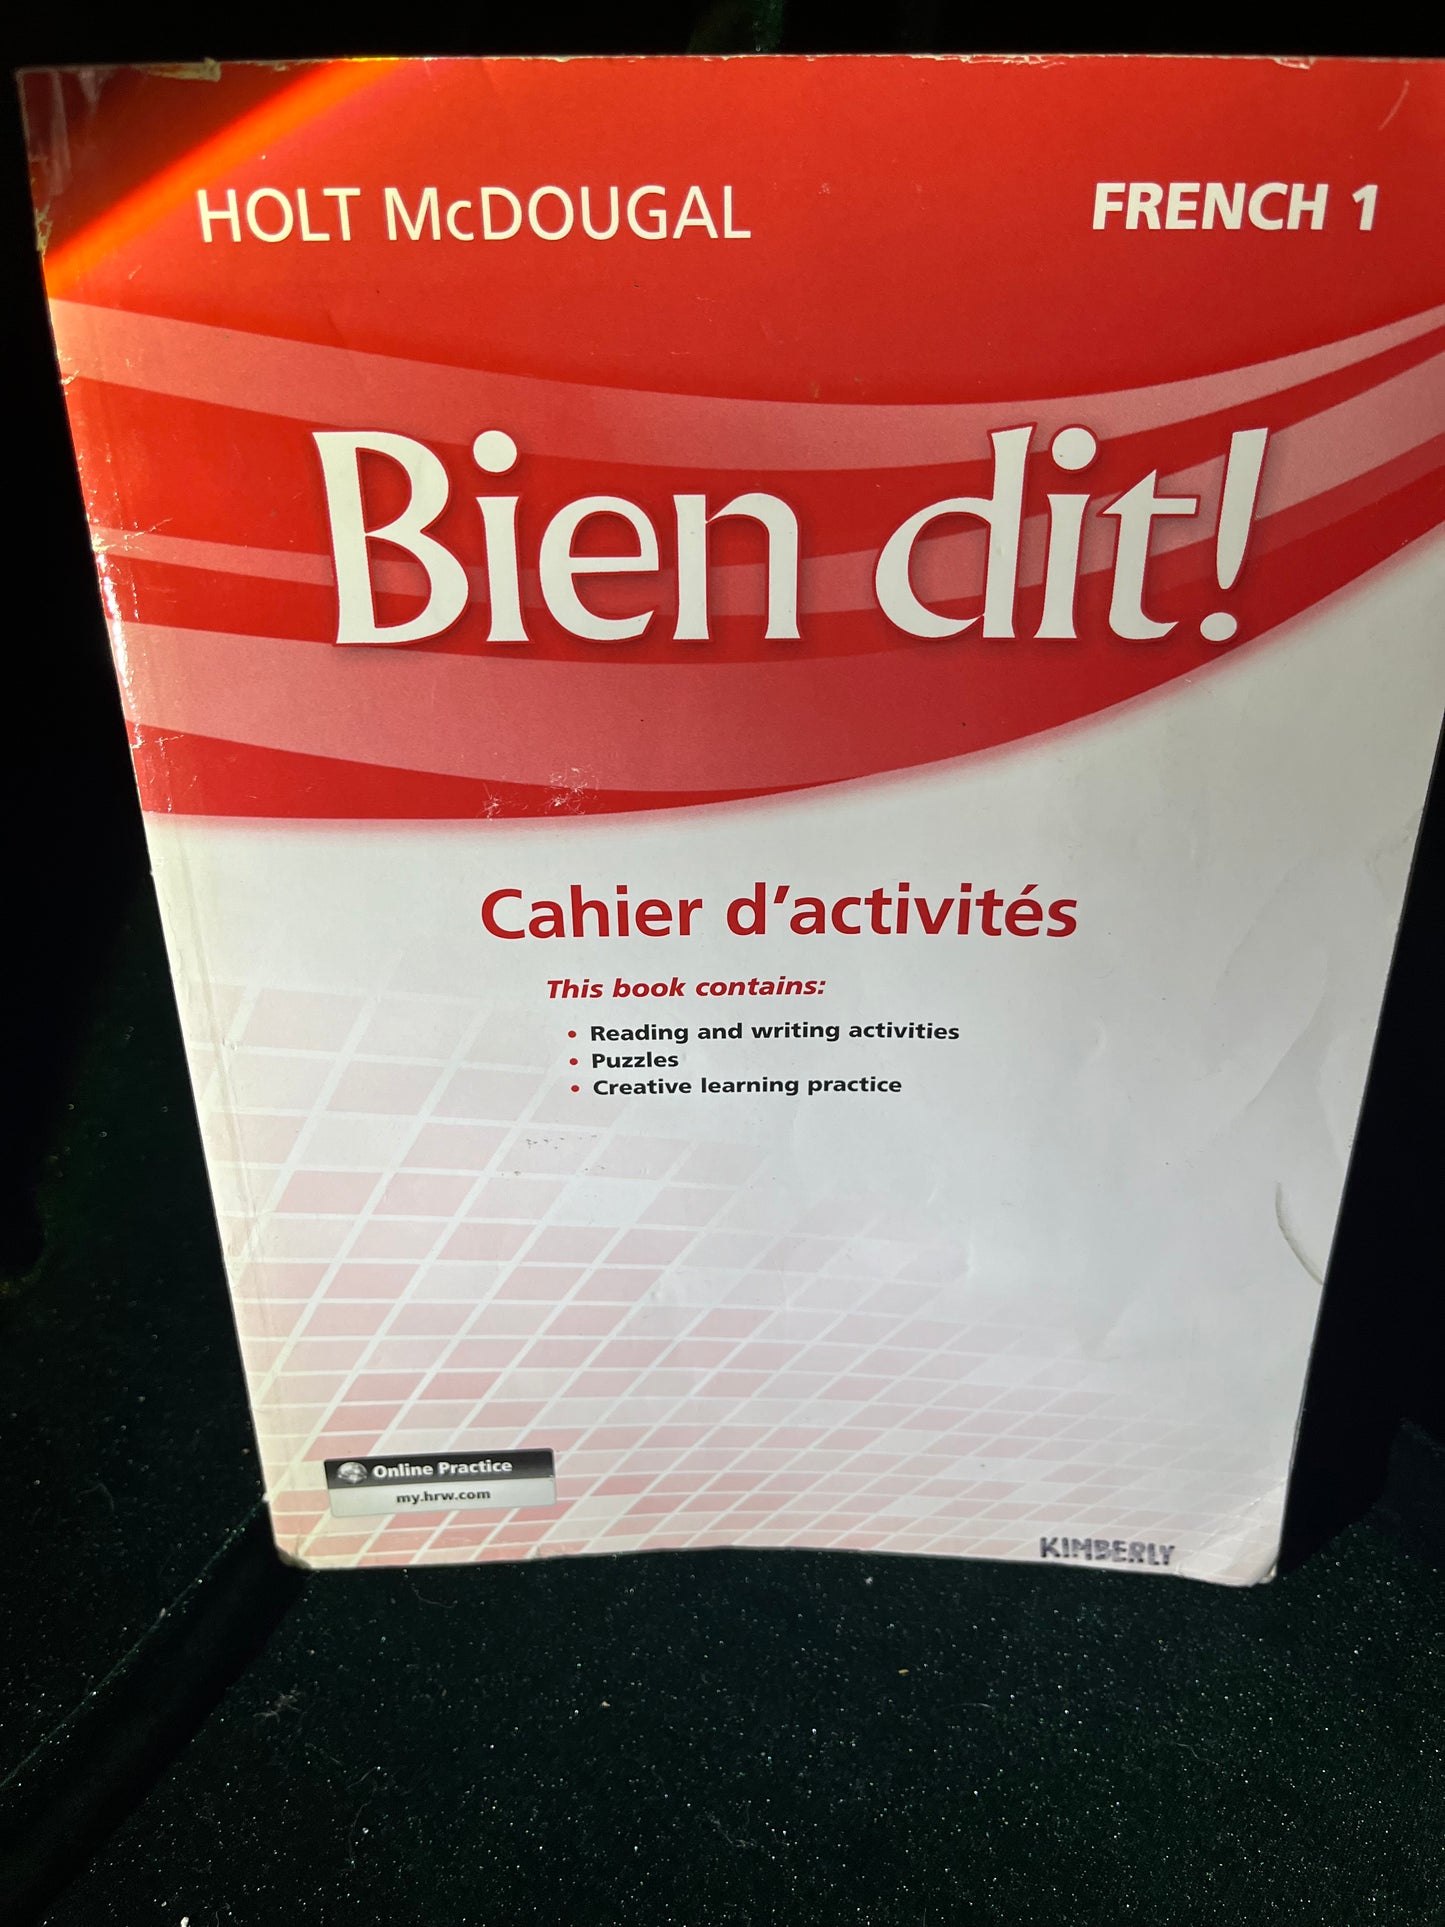 HOLT McDOUGAL FRENCH 1
Bien dit!
Cahier d'activités
This book contains:
• Reading and writing activities
• Puzzles
• Creative learning practice
Online Practice
my.hrw.com
KIMBERLY